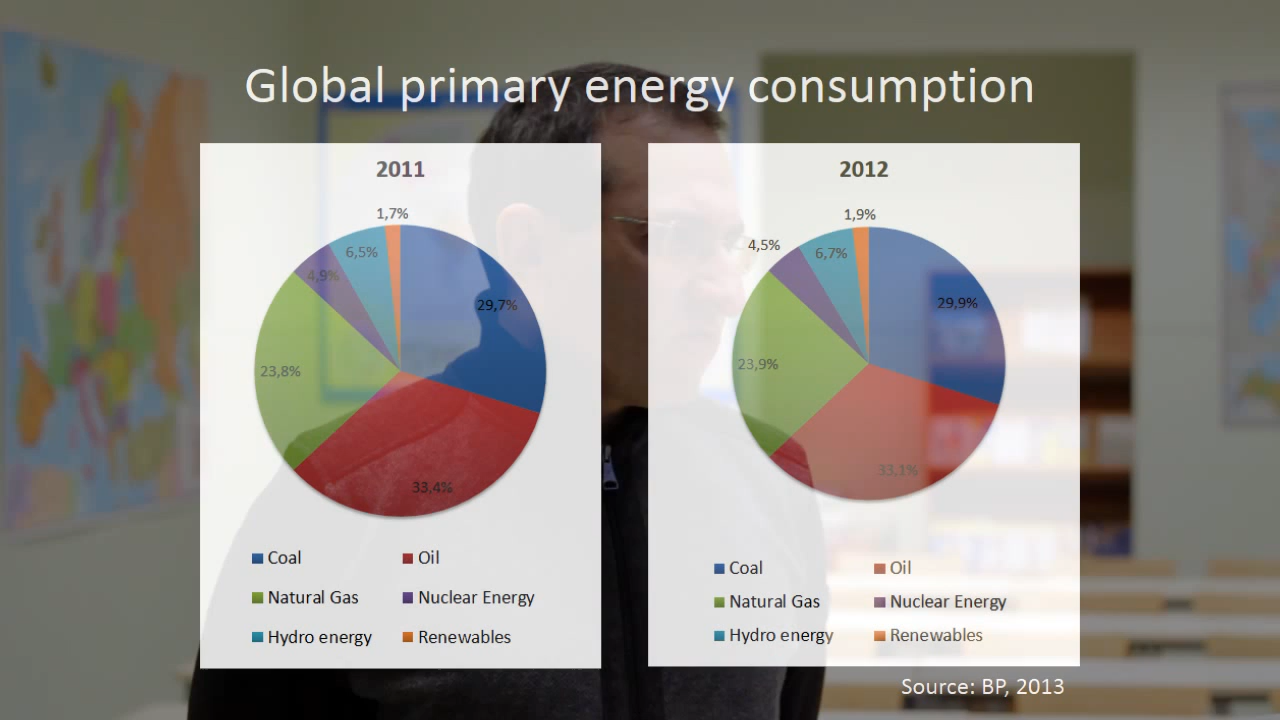 Global primary energy consumption
2011
1,7%
6,5%
4,9%
29,7%
23,8%
33,4%
Coal Oil
Natural Gas Nuclear Energy
Hydro energy Renewables
2012
1,9%
4,5%
6,7%
29,9%
23,9%
33,1%
Coal Oil
Natural Gas Nuclear Energy
Hydro energy Renewables
Source: BP, 2013